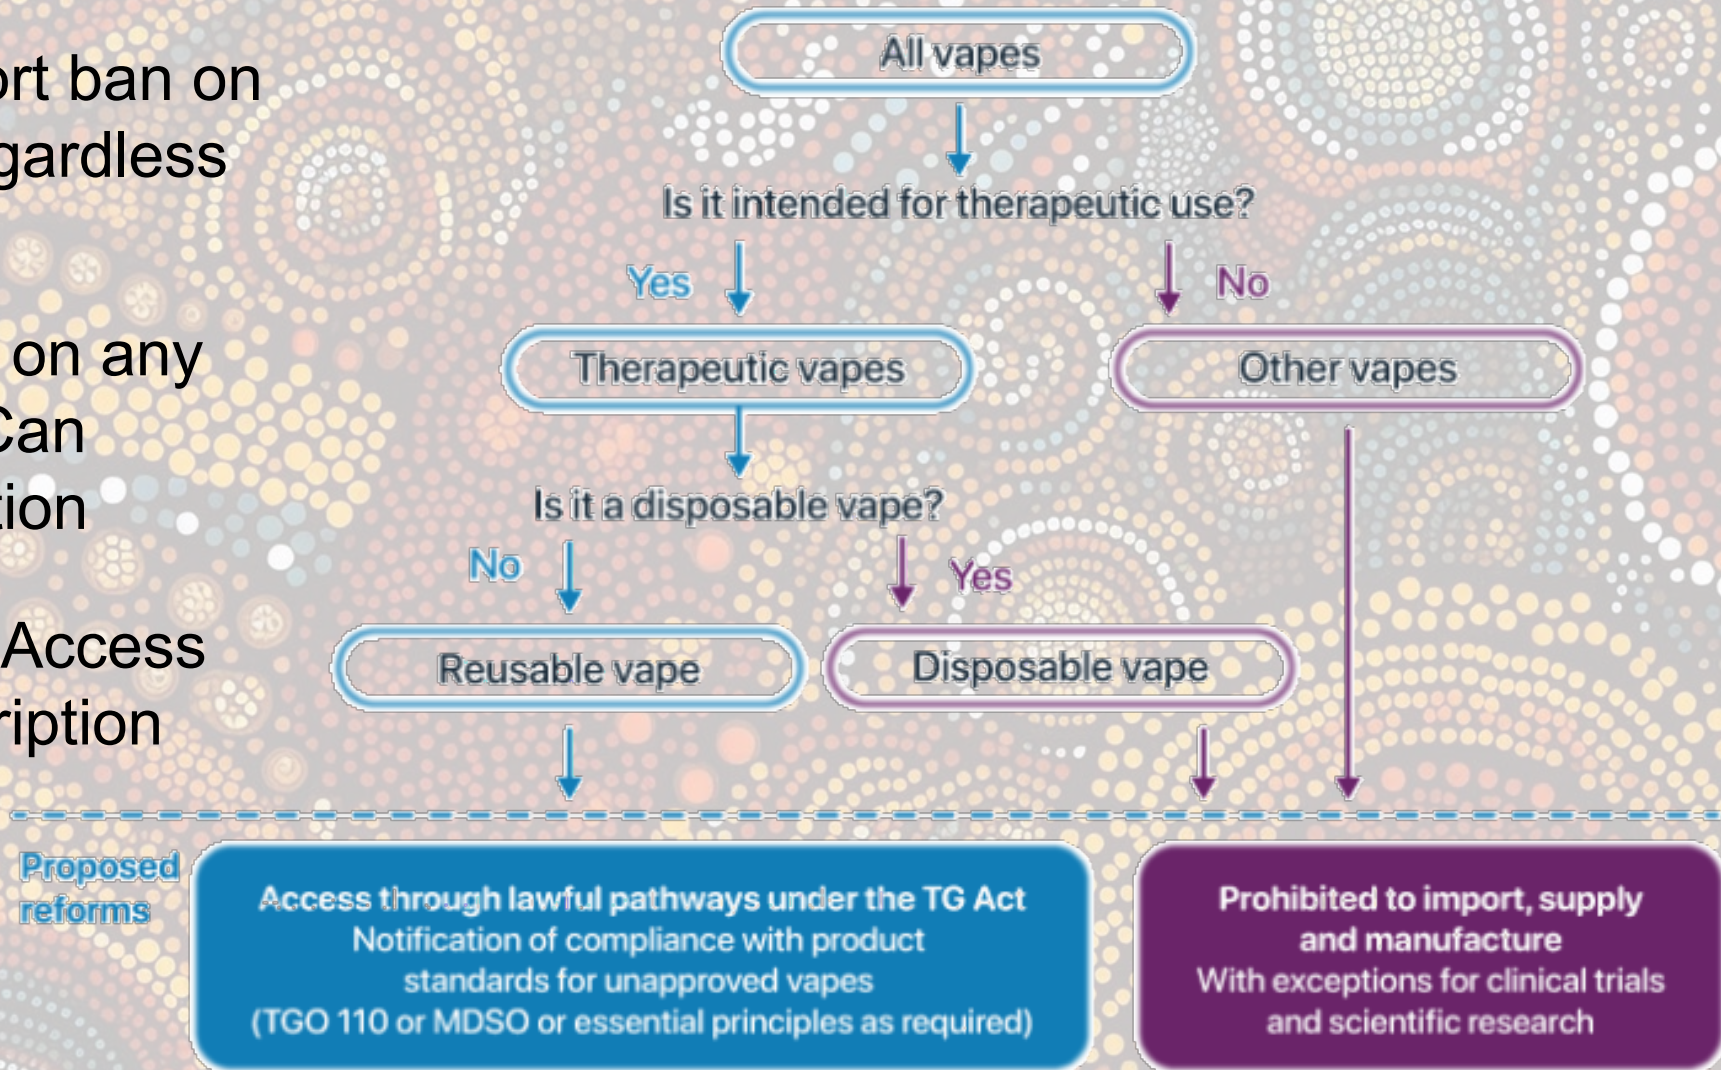 ort ban on
gardless
on any
Can
tion
Access
ription
All vapes
Is it intended for therapeutic use?
Yes
No
Therapeutic vapes
Other vapes
Is it a disposable vape?
No
Yes
Reusable vape
Disposable vape
Proposed
reforms
Access through lawful pathways under the TG Act
Notification of compliance with product
standards for unapproved vapes
(TGO 110 or MDSO or essential principles as required)
Prohibited to import, supply
and manufacture
With exceptions for clinical trials
and scientific research